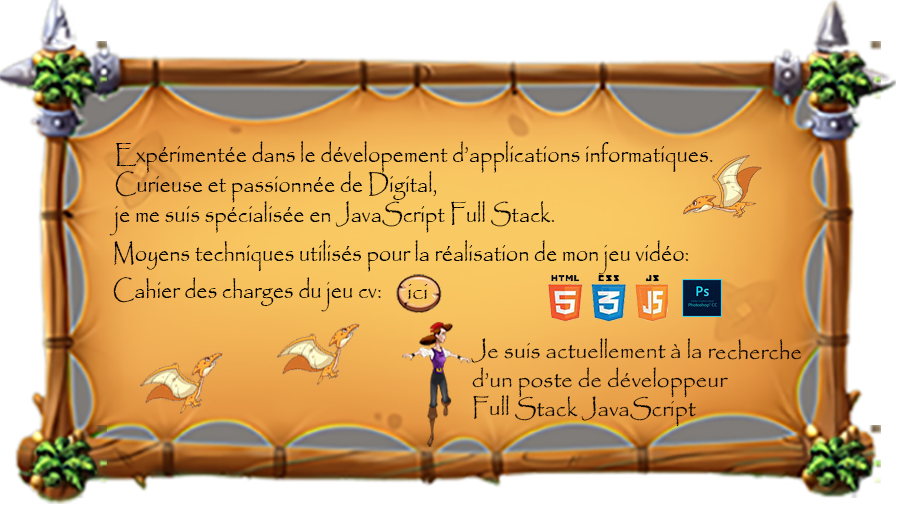 Expérimentée dans le dévelopement d'applications informatiques.
Curieuse et passionnée de Digital,
je me suis spécialisée en JavaScript Full Stack.
Moyens techniques utilisés pour la réalisation de mon jeu vidéo:
Cahier des charges du jeu cv: ici
HTML CSS JS
5 3 JS Ps
Photoshop CC
Je suis actuellement à la recherche
d'un poste de développeur
Full Stack JavaScript